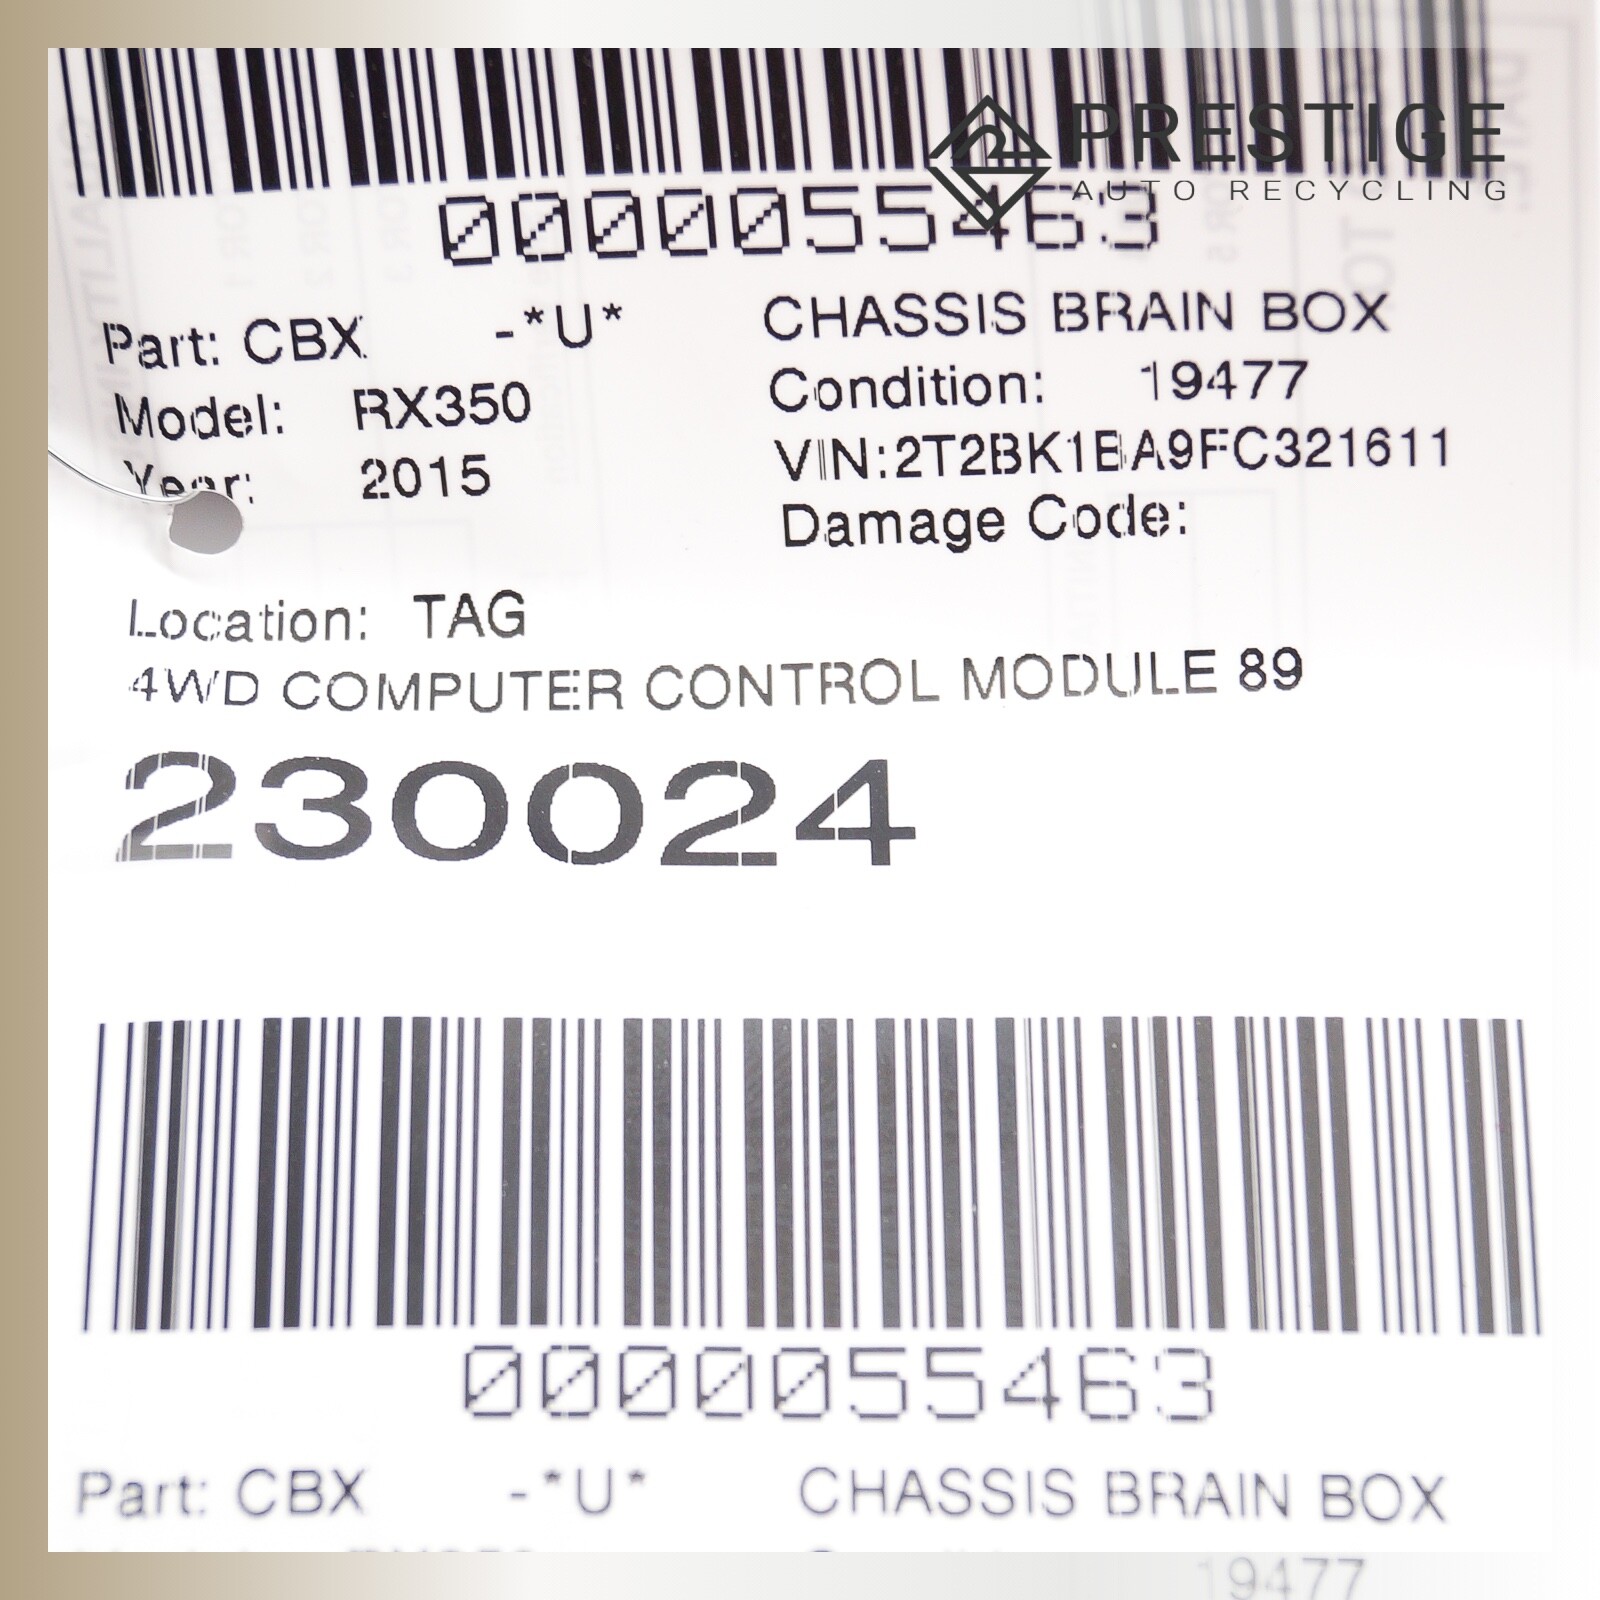 PRESTIGE
AUTO RECYCLING
0000055463
Part: CBX -*U* CHASSIS BRAIN BOX
Model: RX350 Condition: 19477
Year: 2015 VIN:2T2BK1BA9FC321611
Damage Code:
Location: TAG
4WD COMPUTER CONTROL MODULE 89
230024
0000055463
Part: CBX -*U* CHASSIS BRAIN BOX
19477